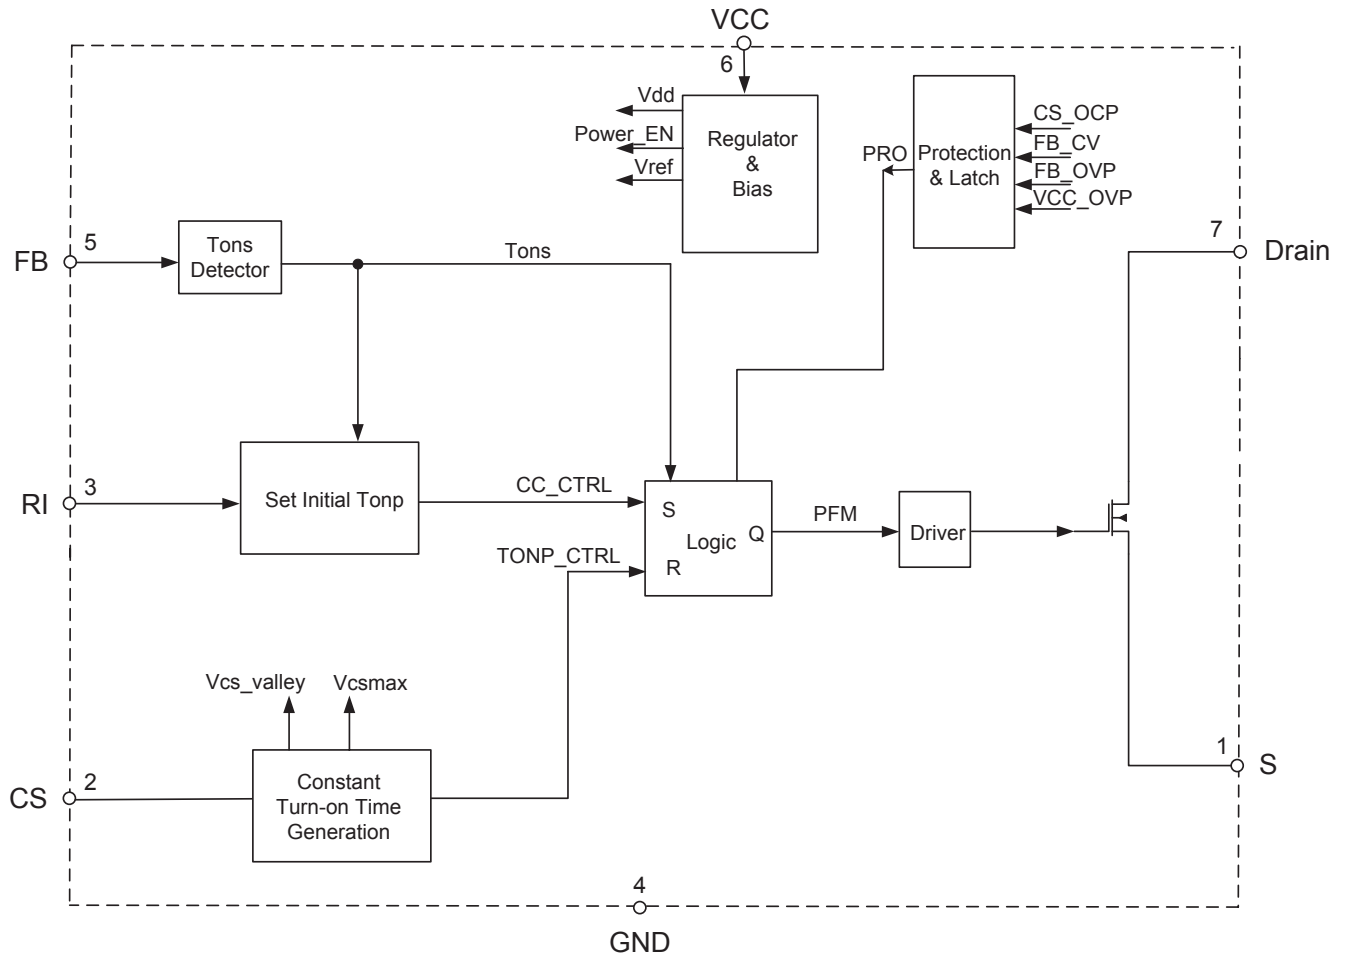 VCC
6
Vdd
Power_EN
Vref
Regulator
&
Bias
PRO
Protection
& Latch
CS_OCP
FB_CV
FB_OVP
VCC_OVP
7
Drain
FB
5
Tons
Detector
Tons
RI
3
Set Initial Tonp
CC_CTRL
TONP_CTRL
S
Logic
Q
R
PFM
Driver
Vcs_valley
Vcsmax
CS
2
Constant
Turn-on Time
Generation
1
S
4
GND